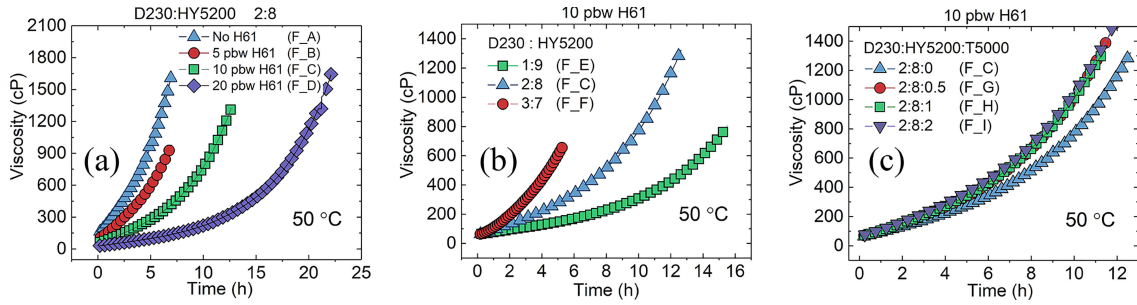 D230:HY5200 2:8
2100
1800
1500
1200
900
600
300
0
Viscosity (cP)
No H61 (F_A)
5 pbw H61 (F_B)
10 pbw H61 (F_C)
20 pbw H61 (F_D)
(a)
50 °C
0 5 10 15 20 25
Time (h)
10 pbw H61
1400
1200
1000
800
600
400
200
0
Viscosity (cP)
D230 : HY5200
1:9 (F_E)
2:8 (F_C)
3:7 (F_F)
(b)
50 °C
0 2 4 6 8 10 12 14 16
Time (h)
10 pbw H61
1400
1200
1000
800
600
400
200
0
Viscosity (cP)
D230:HY5200:T5000
2:8:0 (F_C)
2:8:0.5 (F_G)
2:8:1 (F_H)
2:8:2 (F_I)
(c)
50 °C
0 2 4 6 8 10 12
Time (h)